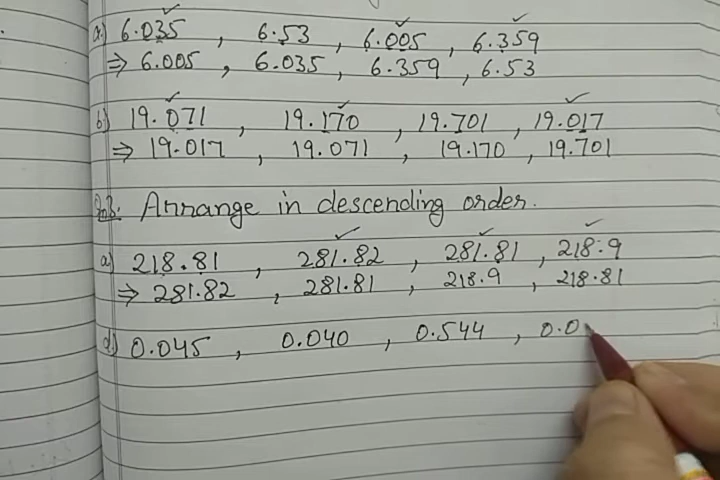 a) 6.035 , 6.53 , 6.005 , 6.359
⇒ 6.005 , 6.035 , 6.359 , 6.53
b) 19.071 , 19.170 , 19.701 , 19.017
⇒ 19.017 , 19.071 , 19.170 , 19.701
Arrange in descending order.
a) 218.81 , 281.82 , 281.81 , 218.9
⇒ 281.82 , 281.81 , 218.9 , 218.81
d) 0.045 , 0.040 , 0.544 , 0.0